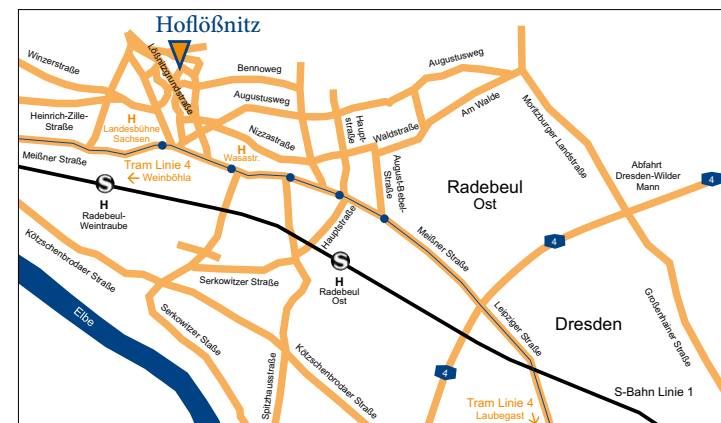 Hoflößnitz
Winzerstraße
Lößnitzgrundstraße
Bennoweg
Augustusweg
Augustusweg
Am Walde
Moritzburger Landstraße
Heinrich-Zille-
Straße
H
Landesbühne
Sachsen
Nizzastraße
Haupt-
straße
Waldstraße
H
Wasastr.
Meißner Straße
Tram Linie 4
← Weinböhla
August-Bebel-
Straße
Radebeul
Ost
Abfahrt
Dresden-Wilder
Mann
4
S
H
Radebeul-
Weintraube
Hauptstraße
Meißner Straße
4
Kötzschenbrodaer Straße
Serkowitzer Straße
S
H
Radebeul
Ost
Großenhainer Straße
Elbe
Serkowitzer Staße
Leipziger Straße
Dresden
Spitzhausstraße
Kötzschenbrodaer Straße
4
S-Bahn Linie 1
Tram Linie 4
Laubegast